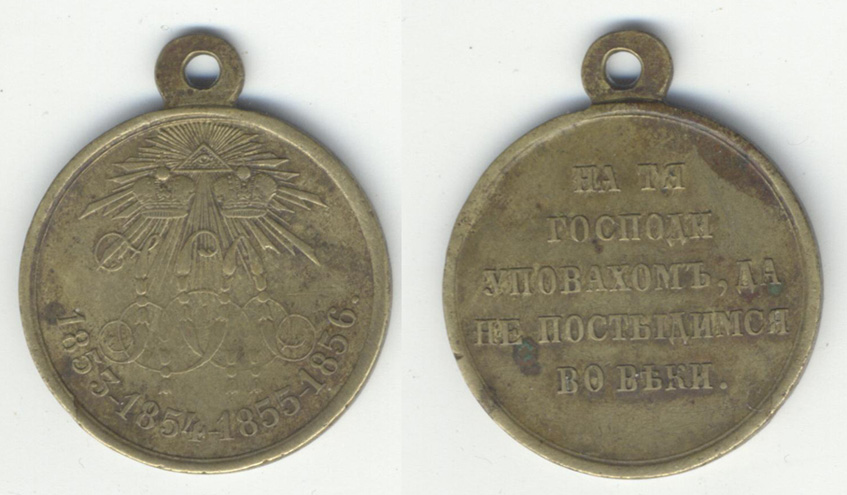 1853-1854-1855-1856.
НА ТЯ
ГОСПОДИ
УПОВАХОМЪ, ДА
НЕ ПОСТЫДИМСЯ
ВО ВѢКИ.